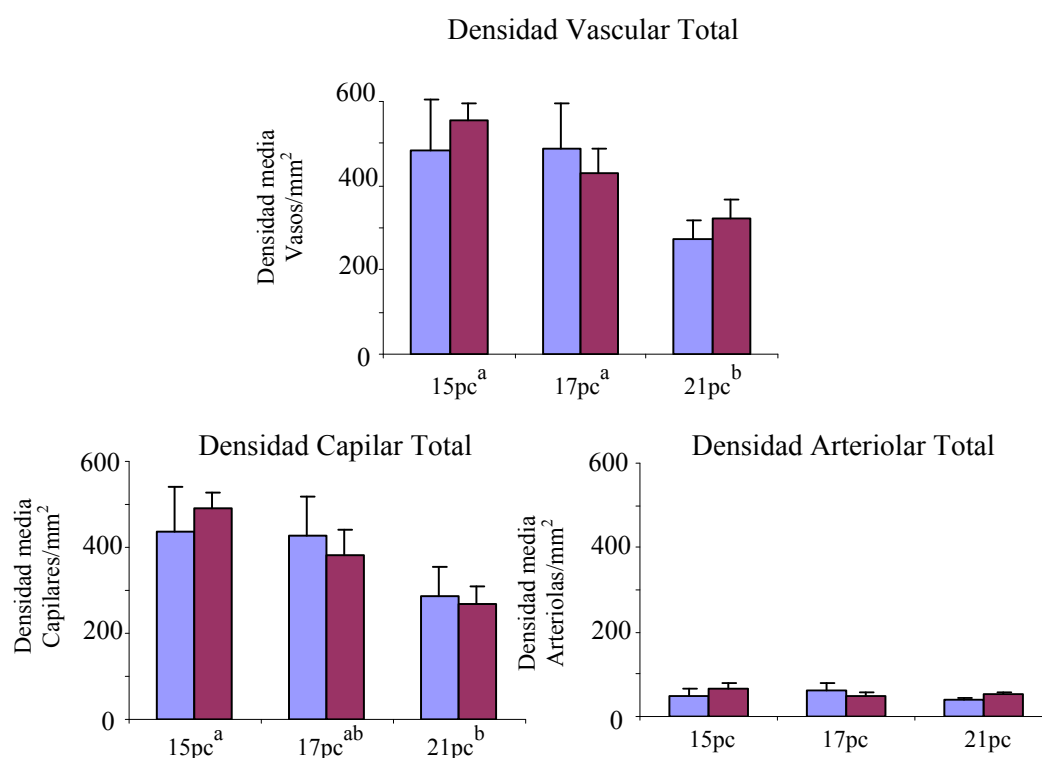 Densidad Vascular Total
Densidad media
Vasos/mm²
600
400
200
0
15pcᵃ 17pcᵃ 21pcᵇ
Densidad Capilar Total
Densidad media
Capilares/mm²
600
400
200
0
15pcᵃ 17pcᵃᵇ 21pcᵇ
Densidad Arteriolar Total
Densidad media
Arteriolas/mm²
600
400
200
0
15pc 17pc 21pc